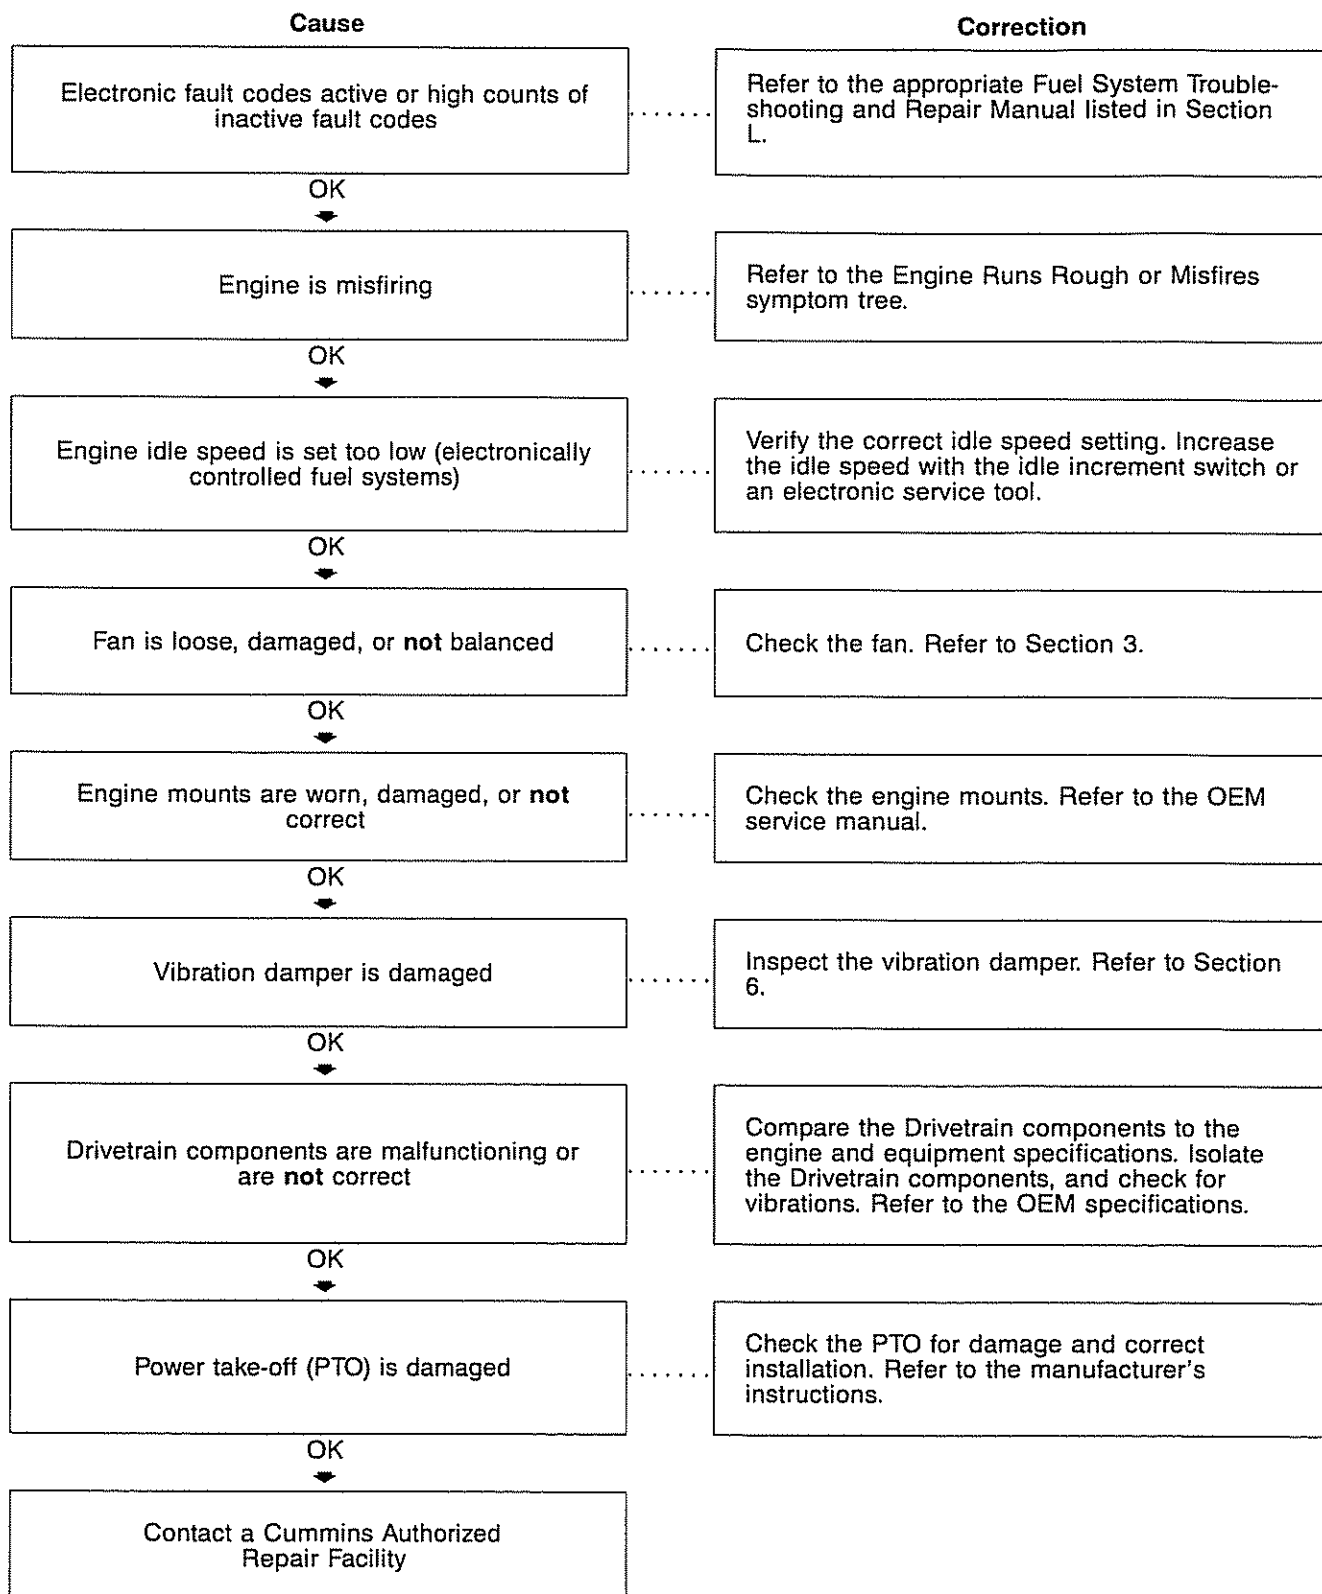 Cause
Correction
Electronic fault codes active or high counts of
inactive fault codes
Refer to the appropriate Fuel System Trouble-
shooting and Repair Manual listed in Section
L.
OK
Engine is misfiring
Refer to the Engine Runs Rough or Misfires
symptom tree.
OK
Engine idle speed is set too low (electronically
controlled fuel systems)
Verify the correct idle speed setting. Increase
the idle speed with the idle increment switch or
an electronic service tool.
OK
Fan is loose, damaged, or not balanced
Check the fan. Refer to Section 3.
OK
Engine mounts are worn, damaged, or not
correct
Check the engine mounts. Refer to the OEM
service manual.
OK
Vibration damper is damaged
Inspect the vibration damper. Refer to Section
6.
OK
Drivetrain components are malfunctioning or
are not correct
Compare the Drivetrain components to the
engine and equipment specifications. Isolate
the Drivetrain components, and check for
vibrations. Refer to the OEM specifications.
OK
Power take-off (PTO) is damaged
Check the PTO for damage and correct
installation. Refer to the manufacturer's
instructions.
OK
Contact a Cummins Authorized
Repair Facility